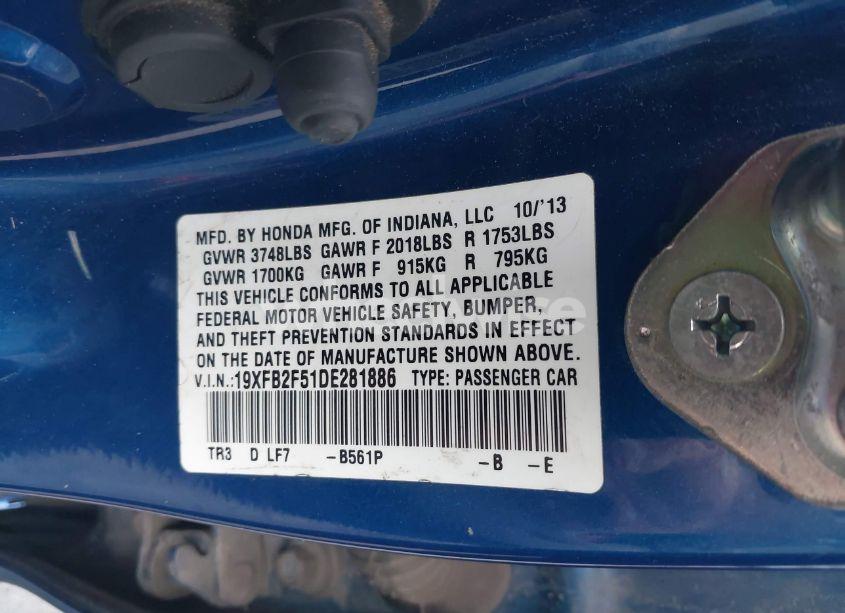 MFD. BY HONDA MFG. OF INDIANA, LLC 10/'13
GVWR 3748LBS GAWR F 2018LBS R 1753LBS
GVWR 1700KG GAWR F 915KG R 795KG
THIS VEHICLE CONFORMS TO ALL APPLICABLE
FEDERAL MOTOR VEHICLE SAFETY, BUMPER,
AND THEFT PREVENTION STANDARDS IN EFFECT
ON THE DATE OF MANUFACTURE SHOWN ABOVE.
V.I.N.:19XFB2F51DE281886 TYPE: PASSENGER CAR
TR3 D LF7 -B561P -B -E